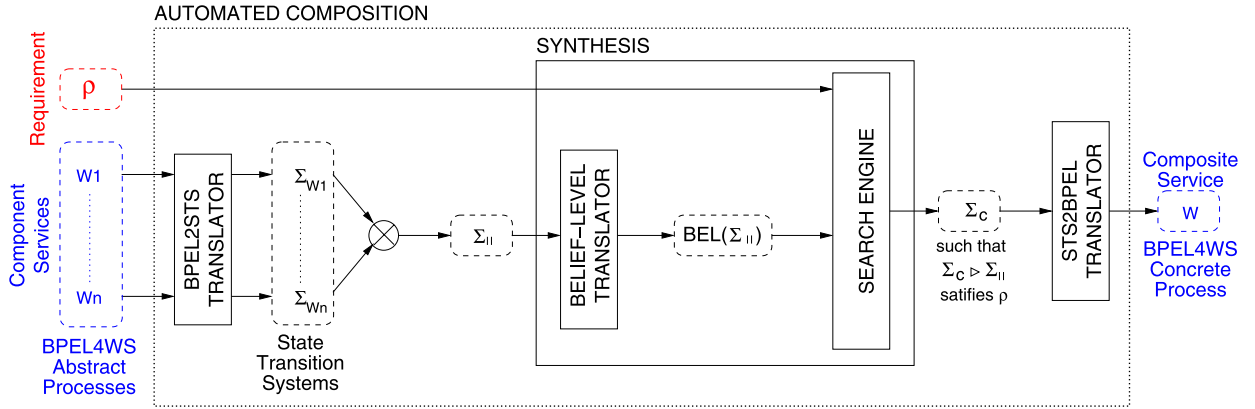 AUTOMATED COMPOSITION
SYNTHESIS
Requirement
ρ
Component
Services
W1
Wn
BPEL4WS
Abstract
Processes
BPEL2STS
TRANSLATOR
Σ_W1
Σ_Wn
State
Transition
Systems
Σ_||
BELIEF–LEVEL
TRANSLATOR
BEL(Σ_||)
SEARCH ENGINE
Σ_C
such that
Σ_C ▷ Σ_||
satifies ρ
STS2BPEL
TRANSLATOR
Composite
Service
W
BPEL4WS
Concrete
Process